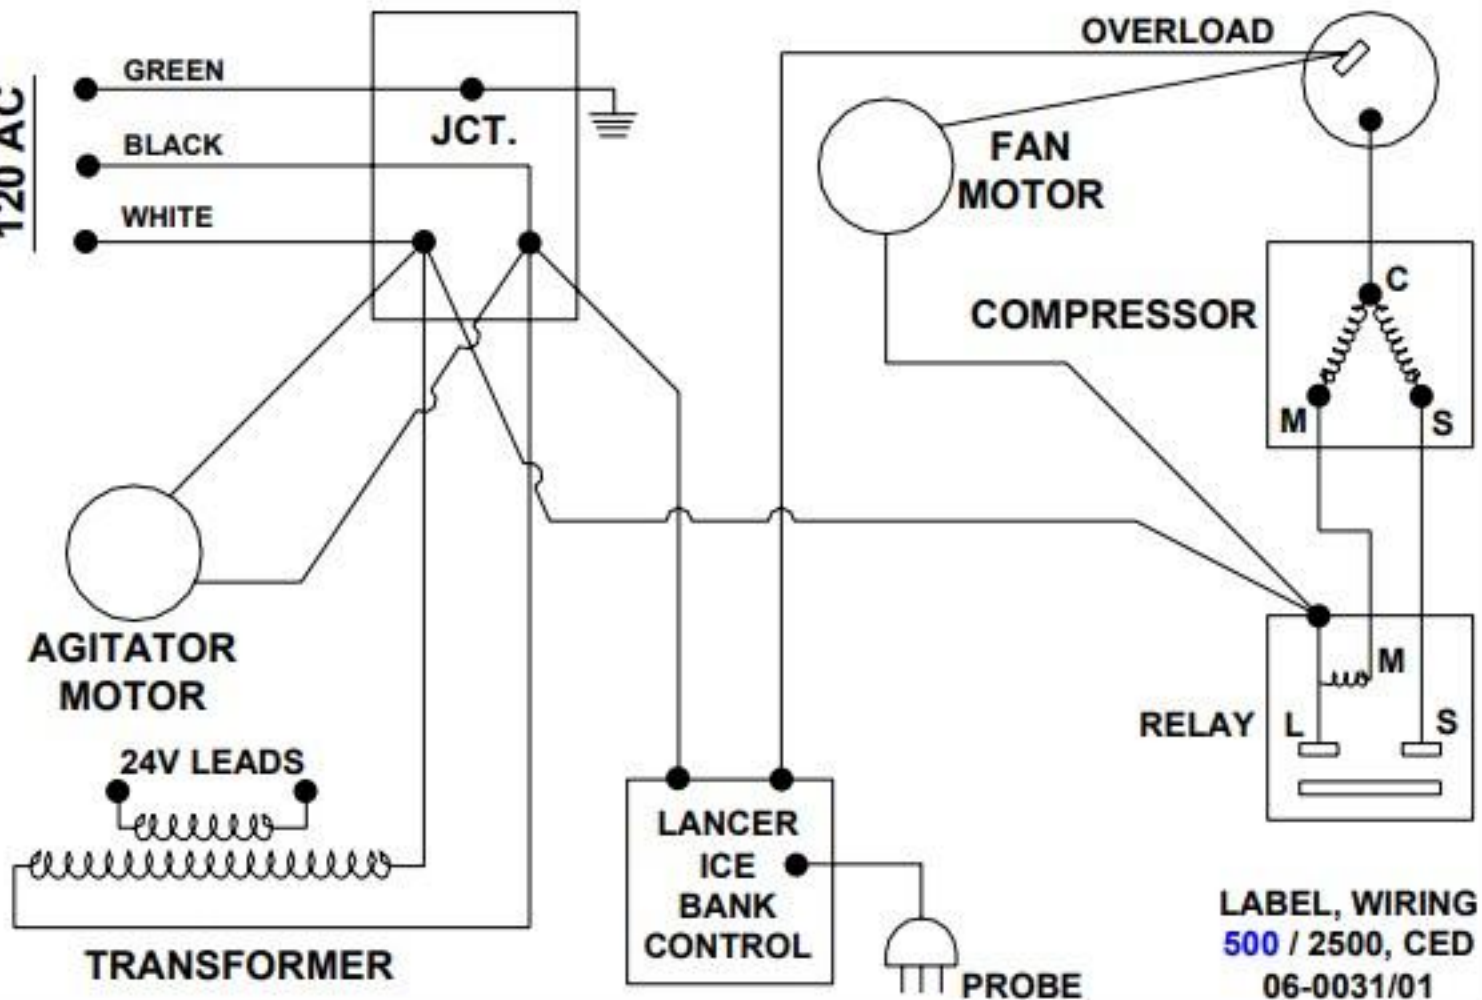 120 AC
GREEN
BLACK
WHITE
JCT.
OVERLOAD
FAN
MOTOR
COMPRESSOR
C
M
S
AGITATOR
MOTOR
M
RELAY
L
S
24V LEADS
TRANSFORMER
LANCER
ICE
BANK
CONTROL
PROBE
LABEL, WIRING
500 / 2500, CED
06-0031/01